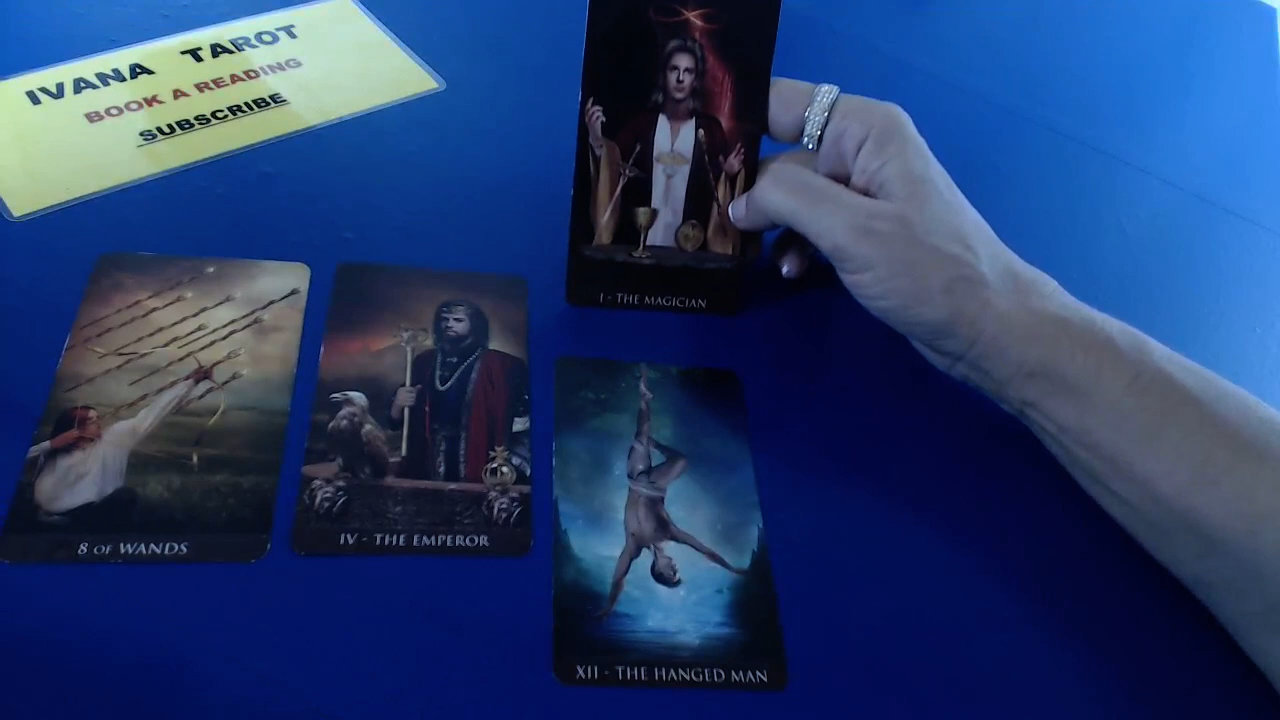 IVANA TAROT
BOOK A READING
SUBSCRIBE
I - THE MAGICIAN
8 OF WANDS
IV - THE EMPEROR
XII - THE HANGED MAN